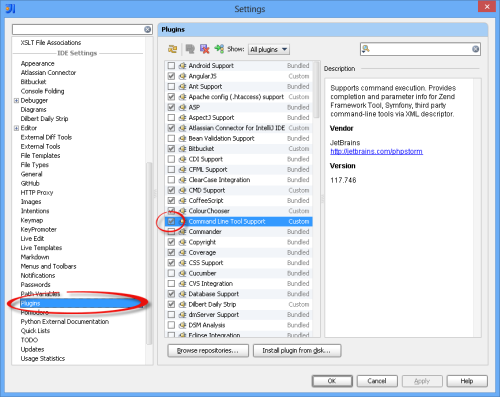 Settings
XSLT File Associations
IDE Settings
Appearance
Atlassian Connector
Bitbucket
Console Folding
Debugger
Diagrams
Dilbert Daily Strip
Editor
External Diff Tools
External Tools
File Templates
File Types
General
GitHub
HTTP Proxy
Images
Intentions
Keymap
KeyPromoter
Live Edit
Live Templates
Markdown
Menus and Toolbars
Notifications
Passwords
Path Variables
Plugins
Pomodoro
Python External Documentation
Quick Lists
TODO
Updates
Usage Statistics
Plugins
Show: All plugins
Android Support Bundled
AngularJS Custom
Ant Support Bundled
Apache config (.htaccess) support Custom
ASP Bundled
AspectJ Support Bundled
Atlassian Connector for IntelliJ IDE Custom
Bean Validation Support Bundled
Bitbucket Custom
CDI Support Bundled
CFML Support Bundled
ClearCase Integration Bundled
CMD Support Custom
CoffeeScript Bundled
ColourChooser Custom
Command Line Tool Support Custom
Commander Bundled
Copyright Bundled
Coverage Bundled
CSS Support Bundled
Cucumber Bundled
CVS Integration Bundled
Database Support Bundled
Dilbert Daily Strip Custom
dmServer Support Bundled
DSM Analysis Bundled
Eclipse Integration Bundled
Browse repositories...
Install plugin from disk...
Description
Supports command execution. Provides
completion and parameter info for Zend
Framework Tool, Symfony, third party
command-line tools via XML descriptor.
Vendor
JetBrains
http://jetbrains.com/phpstorm
Version
117.746
OK
Cancel
Apply
Help